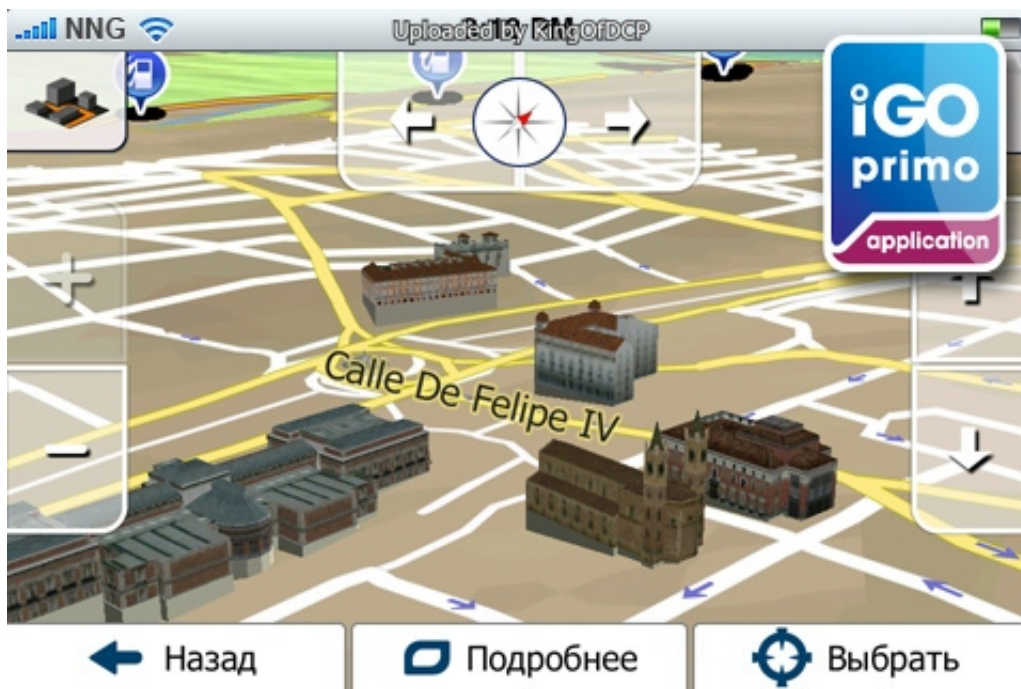 NNG
Uploaded by KingOfDCP
iGO
primo
application
Calle De Felipe IV
Назад
Подробнее
Выбрать